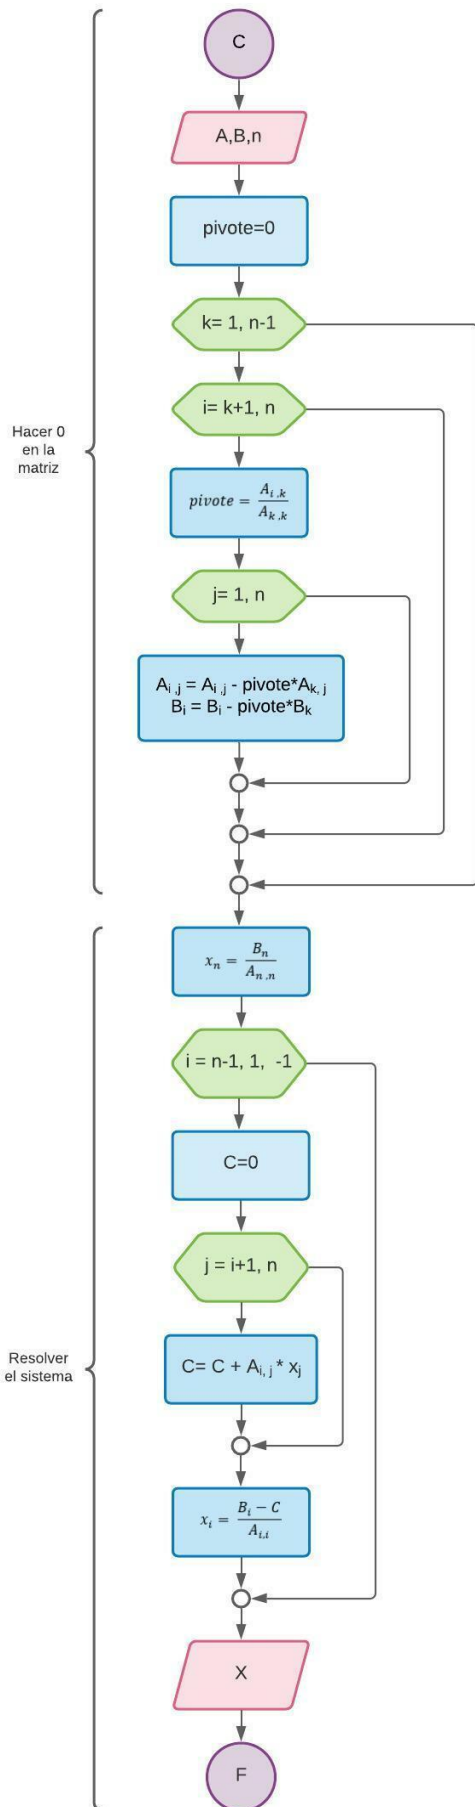 C
A,B,n
pivote=0
k= 1, n-1
i= k+1, n
Hacer 0
en la
matriz
pivote = A_{i,k} / A_{k,k}
j= 1, n
A_{i,j} = A_{i,j} - pivote*A_{k,j}
B_i = B_i - pivote*B_k
x_n = B_n / A_{n,n}
i = n-1, 1, -1
C=0
j = i+1, n
Resolver
el sistema
C= C + A_{i,j} * x_j
x_i = B_i − C / A_{i,i}
X
F